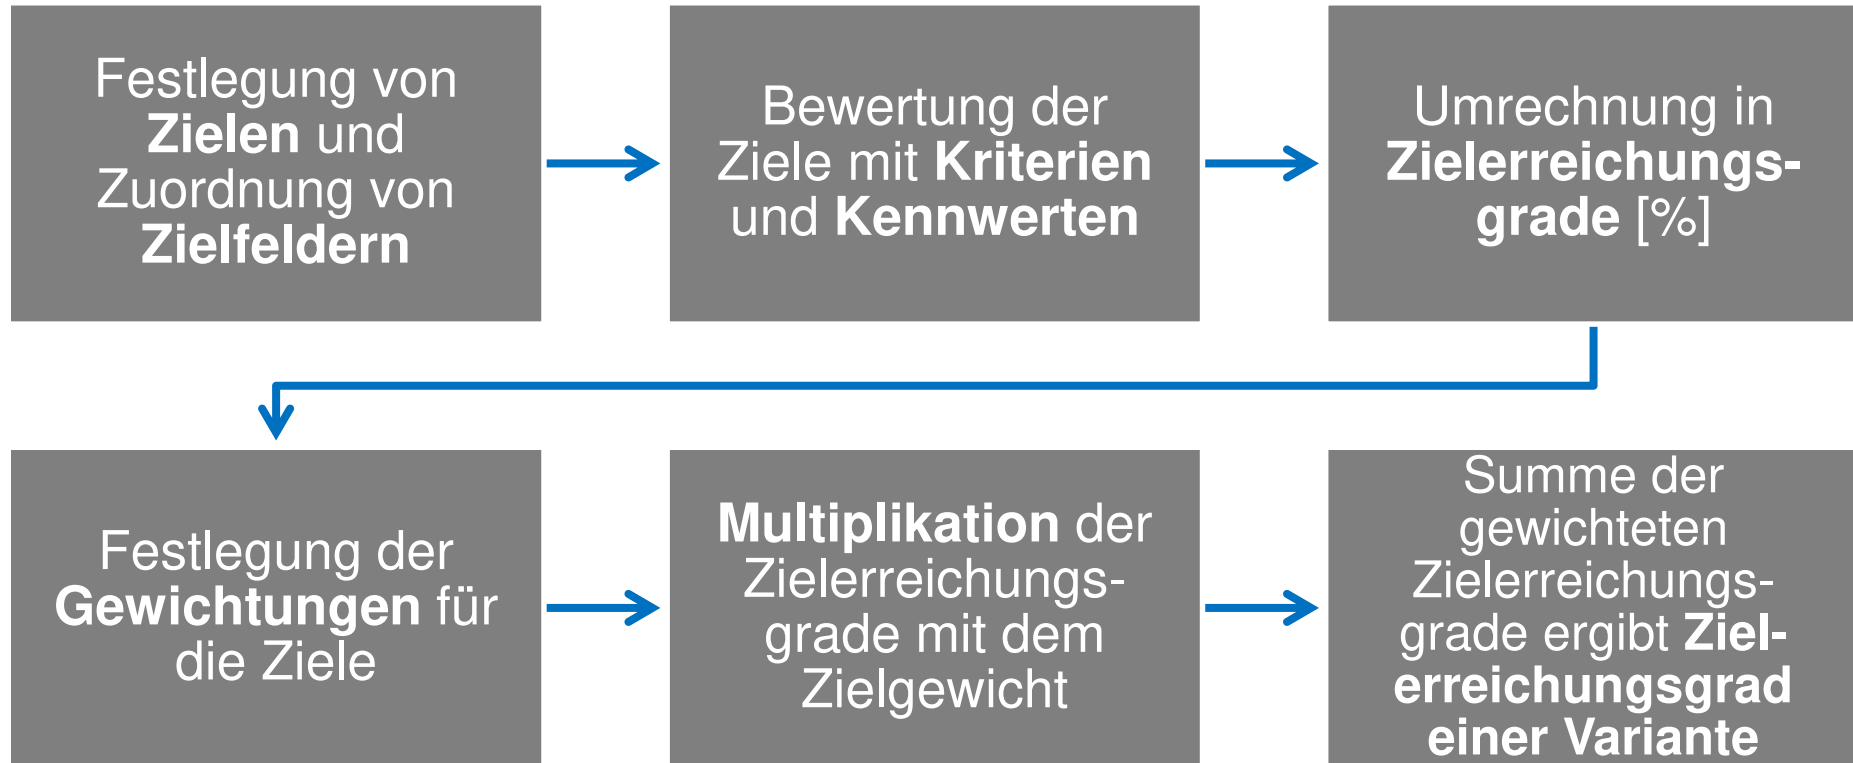 Festlegung von
Zielen und
Zuordnung von
Zielfeldern
Bewertung der
Ziele mit Kriterien
und Kennwerten
Umrechnung in
Zielerreichungs-
grade [%]
Festlegung der
Gewichtungen für
die Ziele
Multiplikation der
Zielerreichungs-
grade mit dem
Zielgewicht
Summe der
gewichteten
Zielerreichungs-
grade ergibt Ziel-
erreichungsgrad
einer Variante